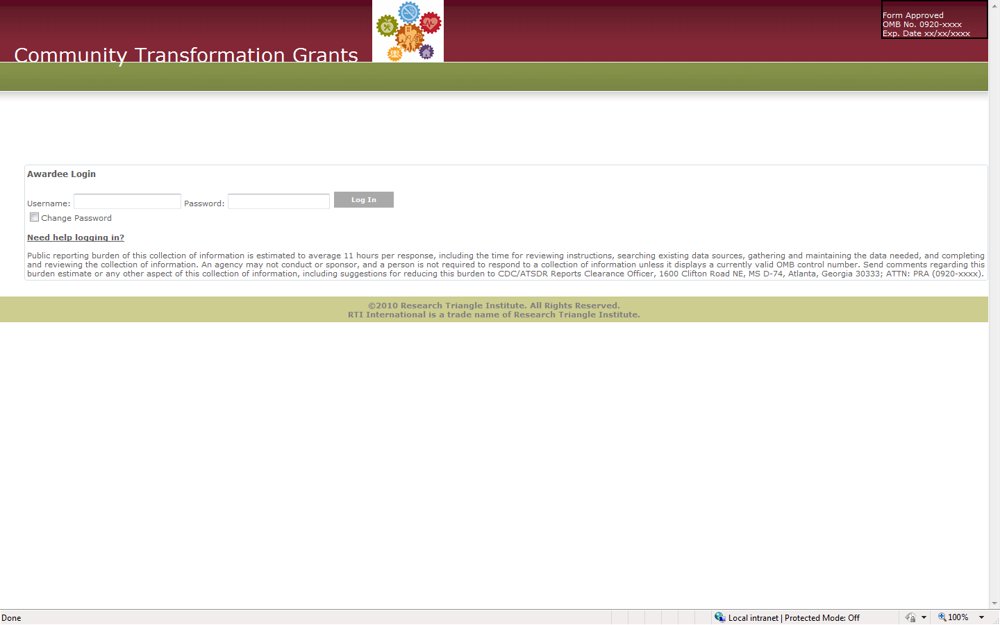 Form Approved
OMB No. 0920-xxxx
Exp. Date xx/xx/xxxx
Community Transformation Grants
Awardee Login
Username: Password: Log In
Change Password
Need help logging in?
Public reporting burden of this collection of information is estimated to average 11 hours per response, including the time for reviewing instructions, searching existing data sources, gathering and maintaining the data needed, and completing
and reviewing the collection of information. An agency may not conduct or sponsor, and a person is not required to respond to a collection of information unless it displays a currently valid OMB control number. Send comments regarding this
burden estimate or any other aspect of this collection of information, including suggestions for reducing this burden to CDC/ATSDR Reports Clearance Officer, 1600 Clifton Road NE, MS D-74, Atlanta, Georgia 30333; ATTN: PRA (0920-xxxx).
©2010 Research Triangle Institute. All Rights Reserved.
RTI International is a trade name of Research Triangle Institute.
Done Local intranet | Protected Mode: Off 100%